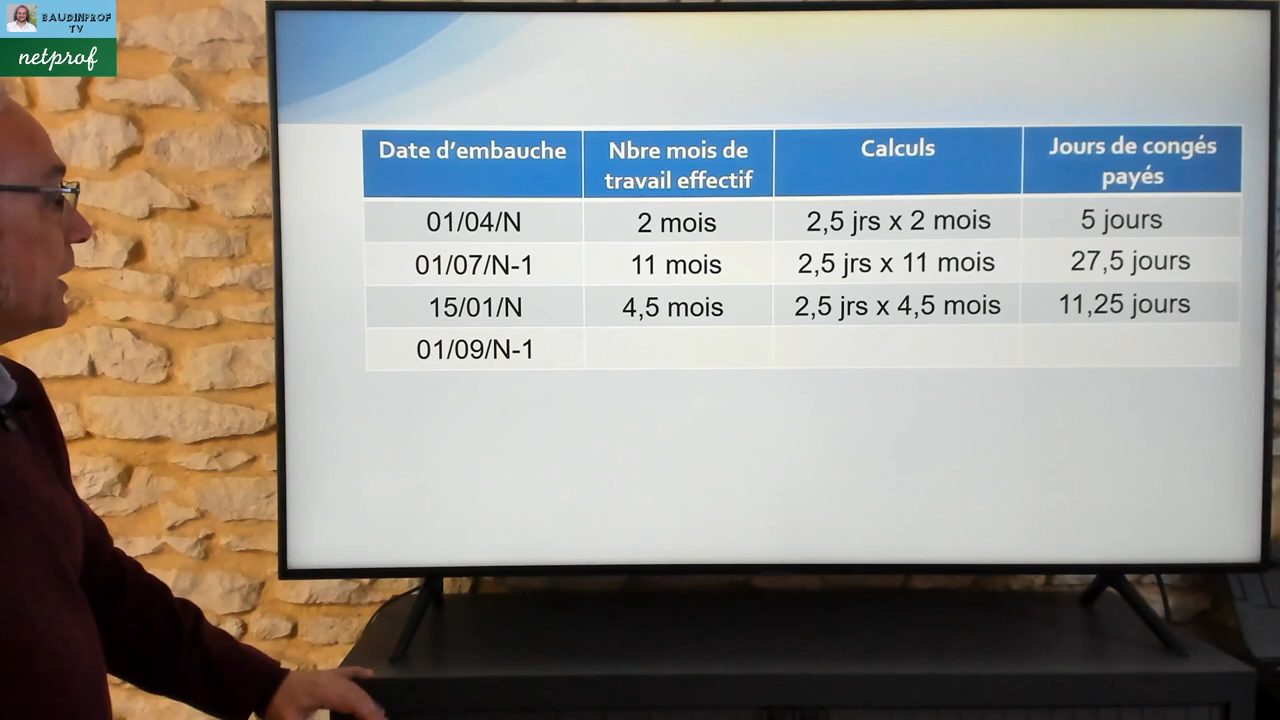 BAUDINPROF
TV
netprof
Date d'embauche
Nbre mois de
travail effectif
Calculs
Jours de congés
payés
01/04/N 2 mois 2,5 jrs x 2 mois 5 jours
01/07/N-1 11 mois 2,5 jrs x 11 mois 27,5 jours
15/01/N 4,5 mois 2,5 jrs x 4,5 mois 11,25 jours
01/09/N-1